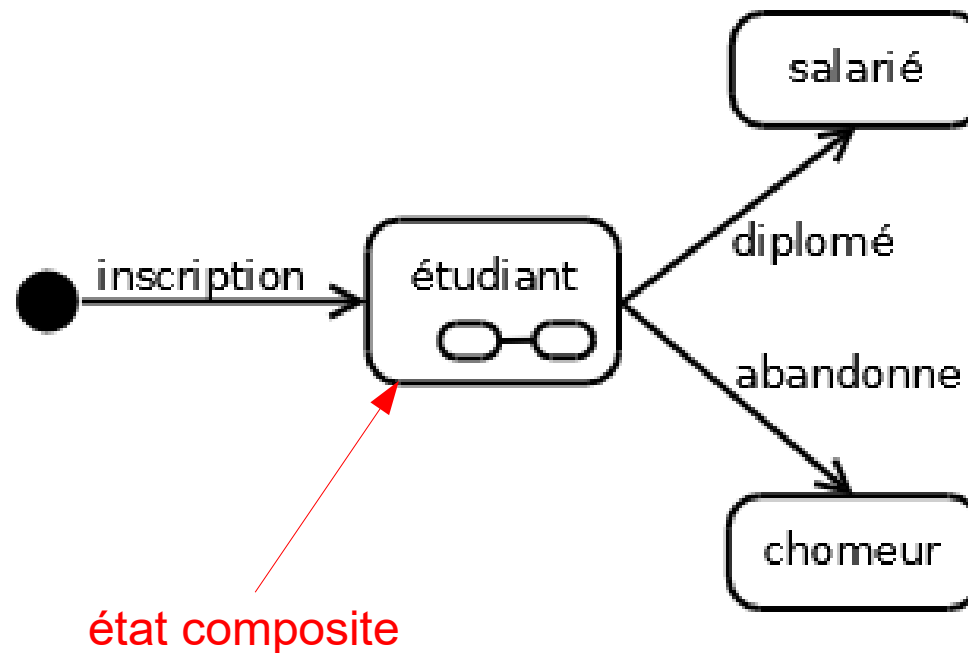 salarié
diplomé
inscription
étudiant
abandonne
chomeur
état composite